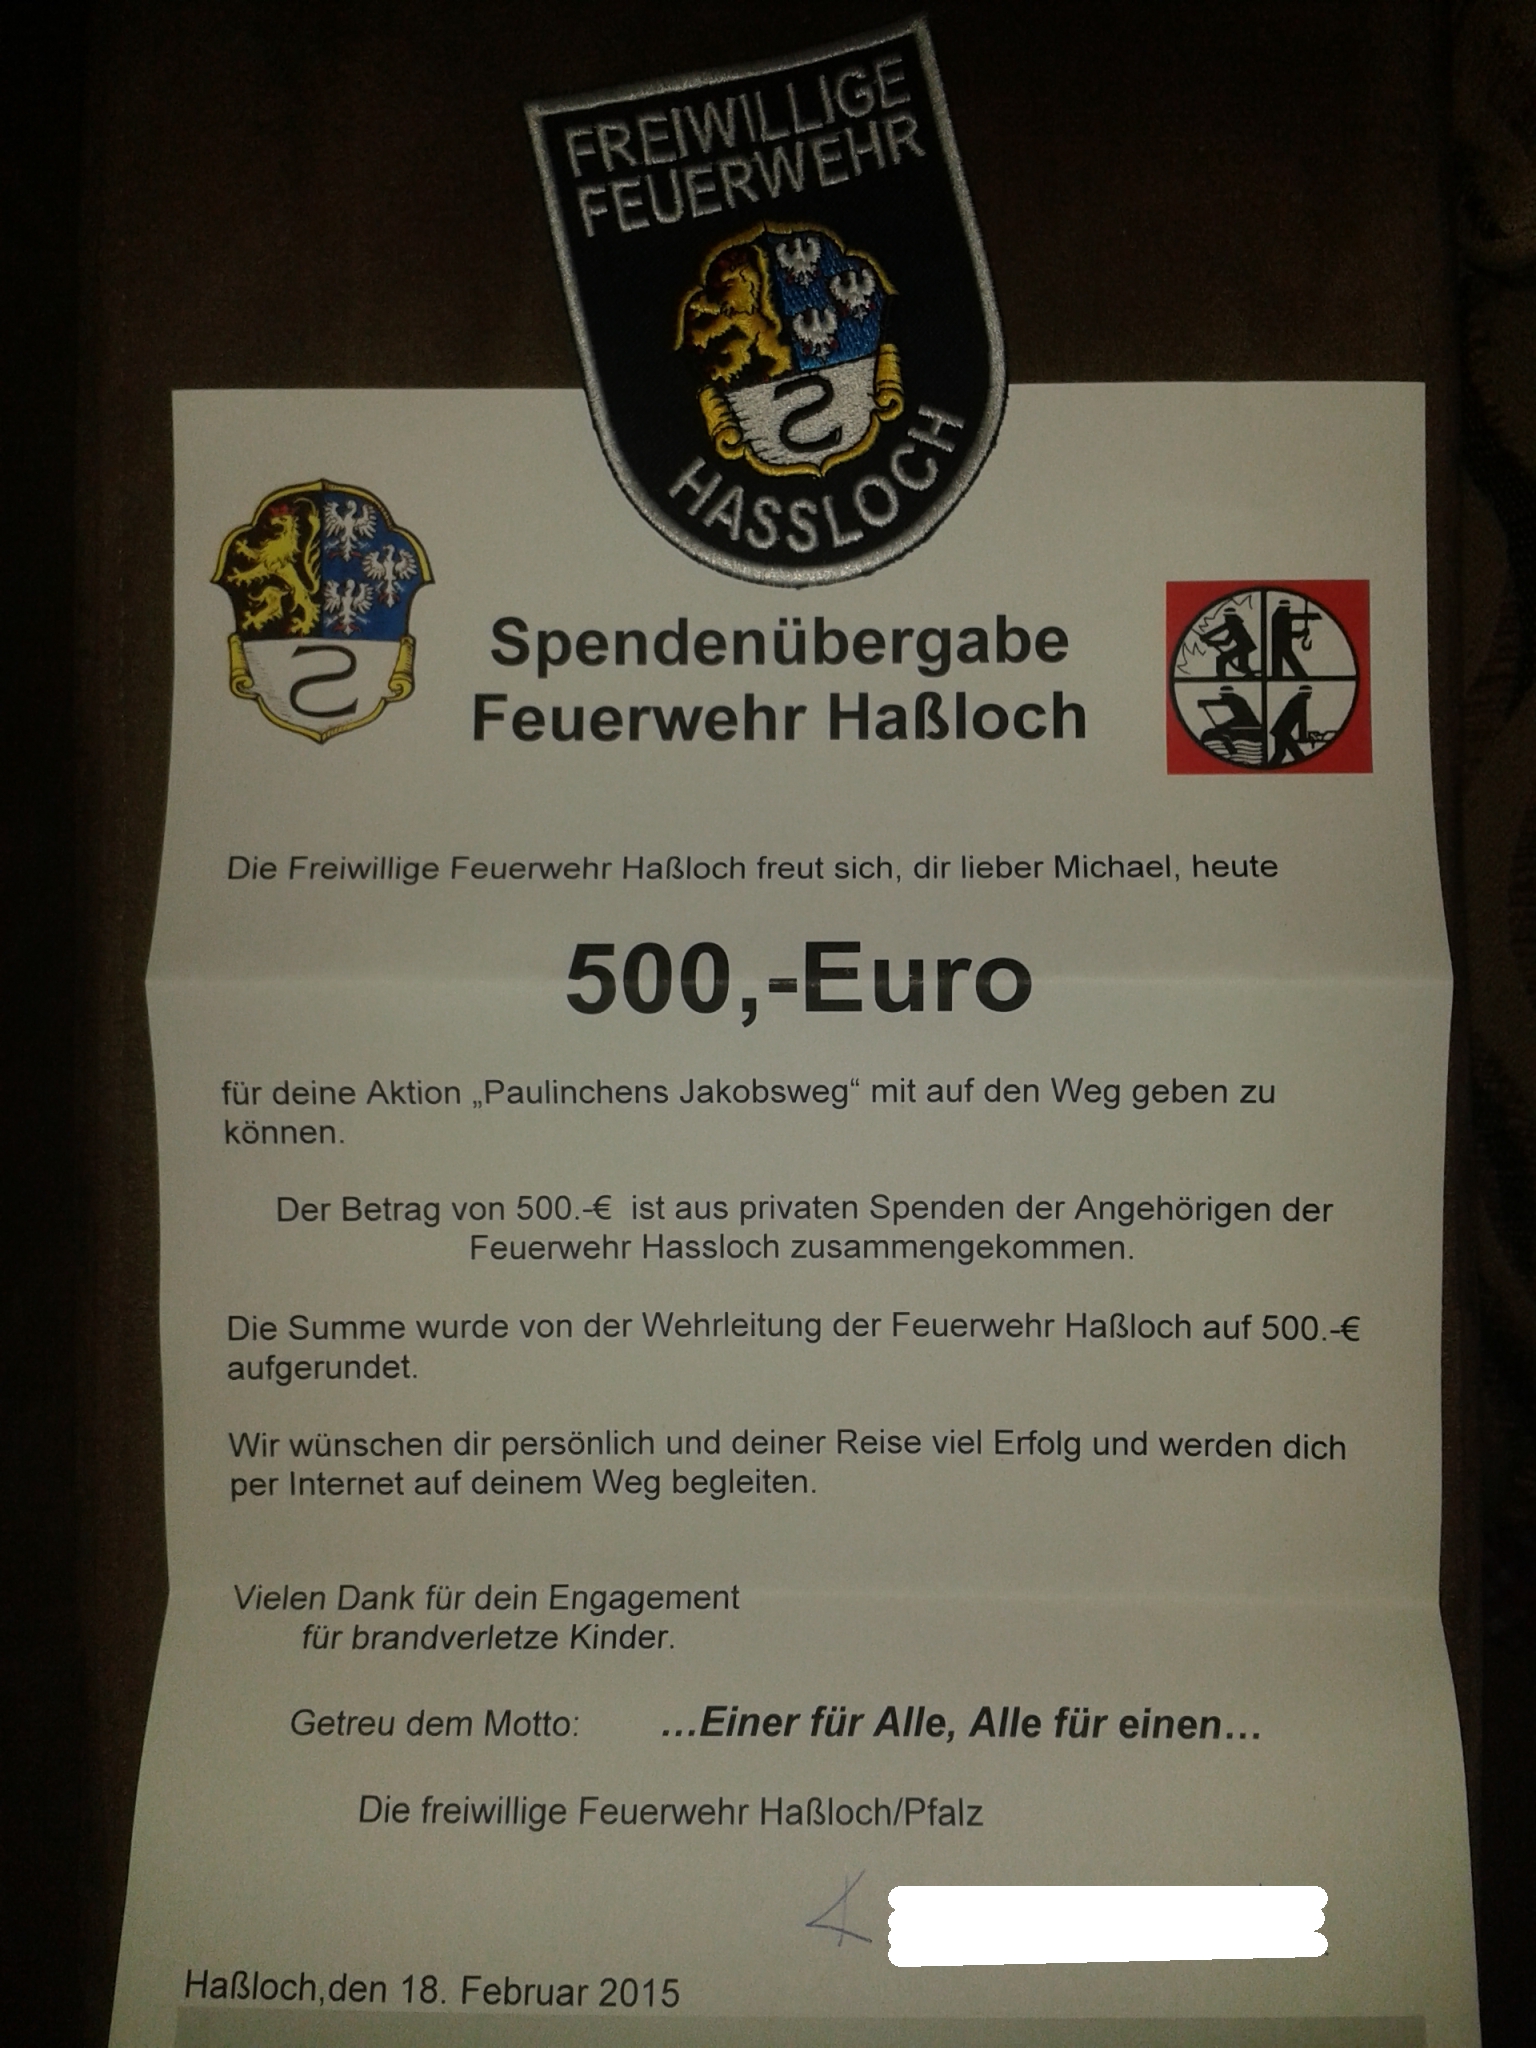 FREIWILLIGE
FEUERWEHR
HASSLOCH
Spendenübergabe
Feuerwehr Haßloch
Die Freiwillige Feuerwehr Haßloch freut sich, dir lieber Michael, heute
500,-Euro
für deine Aktion „Paulinchens Jakobsweg“ mit auf den Weg geben zu
können.
Der Betrag von 500.-€ ist aus privaten Spenden der Angehörigen der
Feuerwehr Hassloch zusammengekommen.
Die Summe wurde von der Wehrleitung der Feuerwehr Haßloch auf 500.-€
aufgerundet.
Wir wünschen dir persönlich und deiner Reise viel Erfolg und werden dich
per Internet auf deinem Weg begleiten.
Vielen Dank für dein Engagement
für brandverletze Kinder.
Getreu dem Motto: ...Einer für Alle, Alle für einen...
Die freiwillige Feuerwehr Haßloch/Pfalz
Haßloch,den 18. Februar 2015